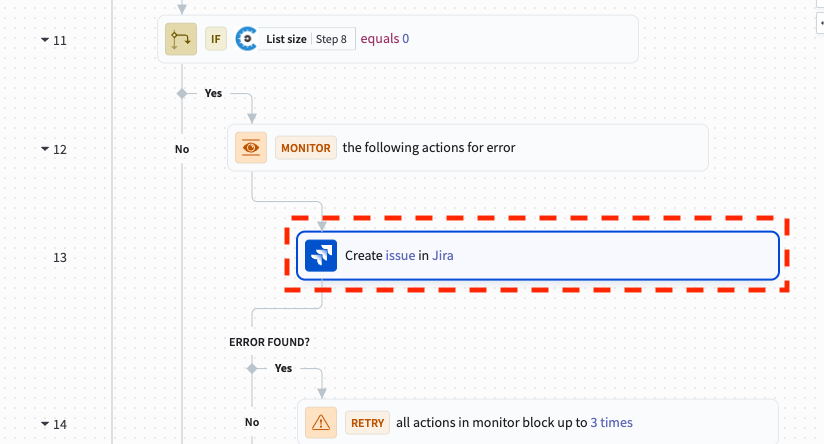 11
IF List size Step 8 equals 0
Yes
12
No
MONITOR the following actions for error
13
Create issue in Jira
ERROR FOUND?
Yes
14
No
RETRY all actions in monitor block up to 3 times